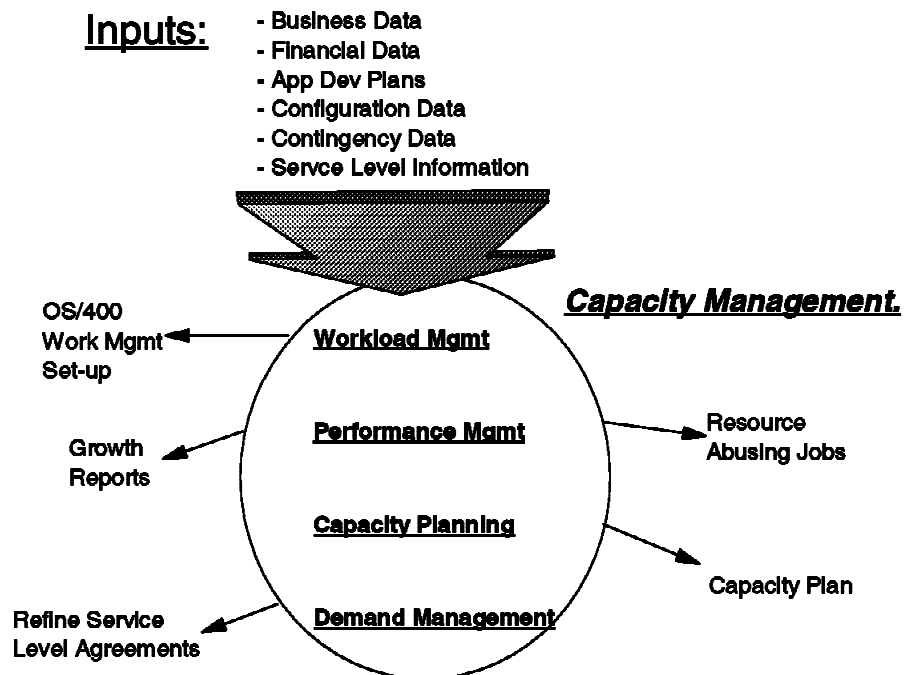 Inputs:
- Business Data
- Financial Data
- App Dev Plans
- Configuration Data
- Contingency Data
- Servce Level Information
Capacity Management.
OS/400
Work Mgmt
Set-up
Workload Mgmt
Growth
Reports
Performance Mgmt
Resource
Abusing Jobs
Capacity Planning
Capacity Plan
Refine Service
Level Agreements
Demand Management